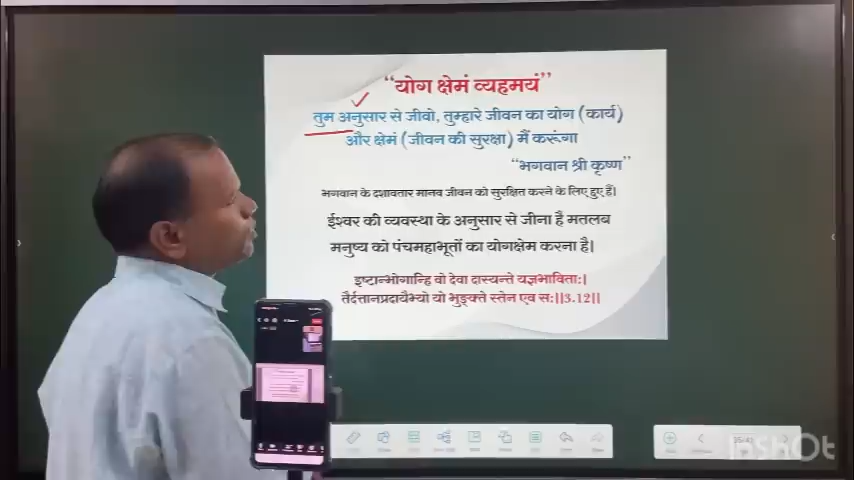 "योग क्षेमं व्यहमयं"
तुम अनुसार से जीवो, तुम्हारे जीवन का योग (कार्य)
और क्षेमं (जीवन की सुरक्षा) मैं करूंगा
"भगवान श्री कृष्ण"
भगवान के दशावतार मानव जीवन को सुरक्षित करने के लिए हुए हैं।
ईश्वर की व्यवस्था के अनुसार से जीना है मतलब
मनुष्य को पंचमहाभूतों का योगक्षेम करना है।
इष्टान्भोगान्हि वो देवा दास्यन्ते यज्ञभाविताः।
तैर्दत्तानप्रदायैभ्यो यो भुङ्क्ते स्तेन एव सः||3.12||
InShOt